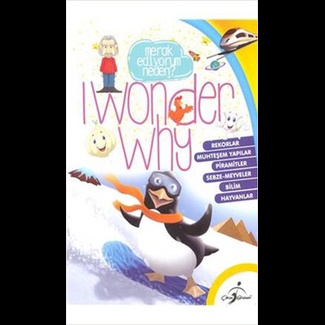 merak
ediyorum
neden?
I wonder
why
REKORLAR
MUHTEŞEM YAPILAR
PİRAMİTLER
SEBZE-MEYVELER
BİLİM
HAYVANLAR